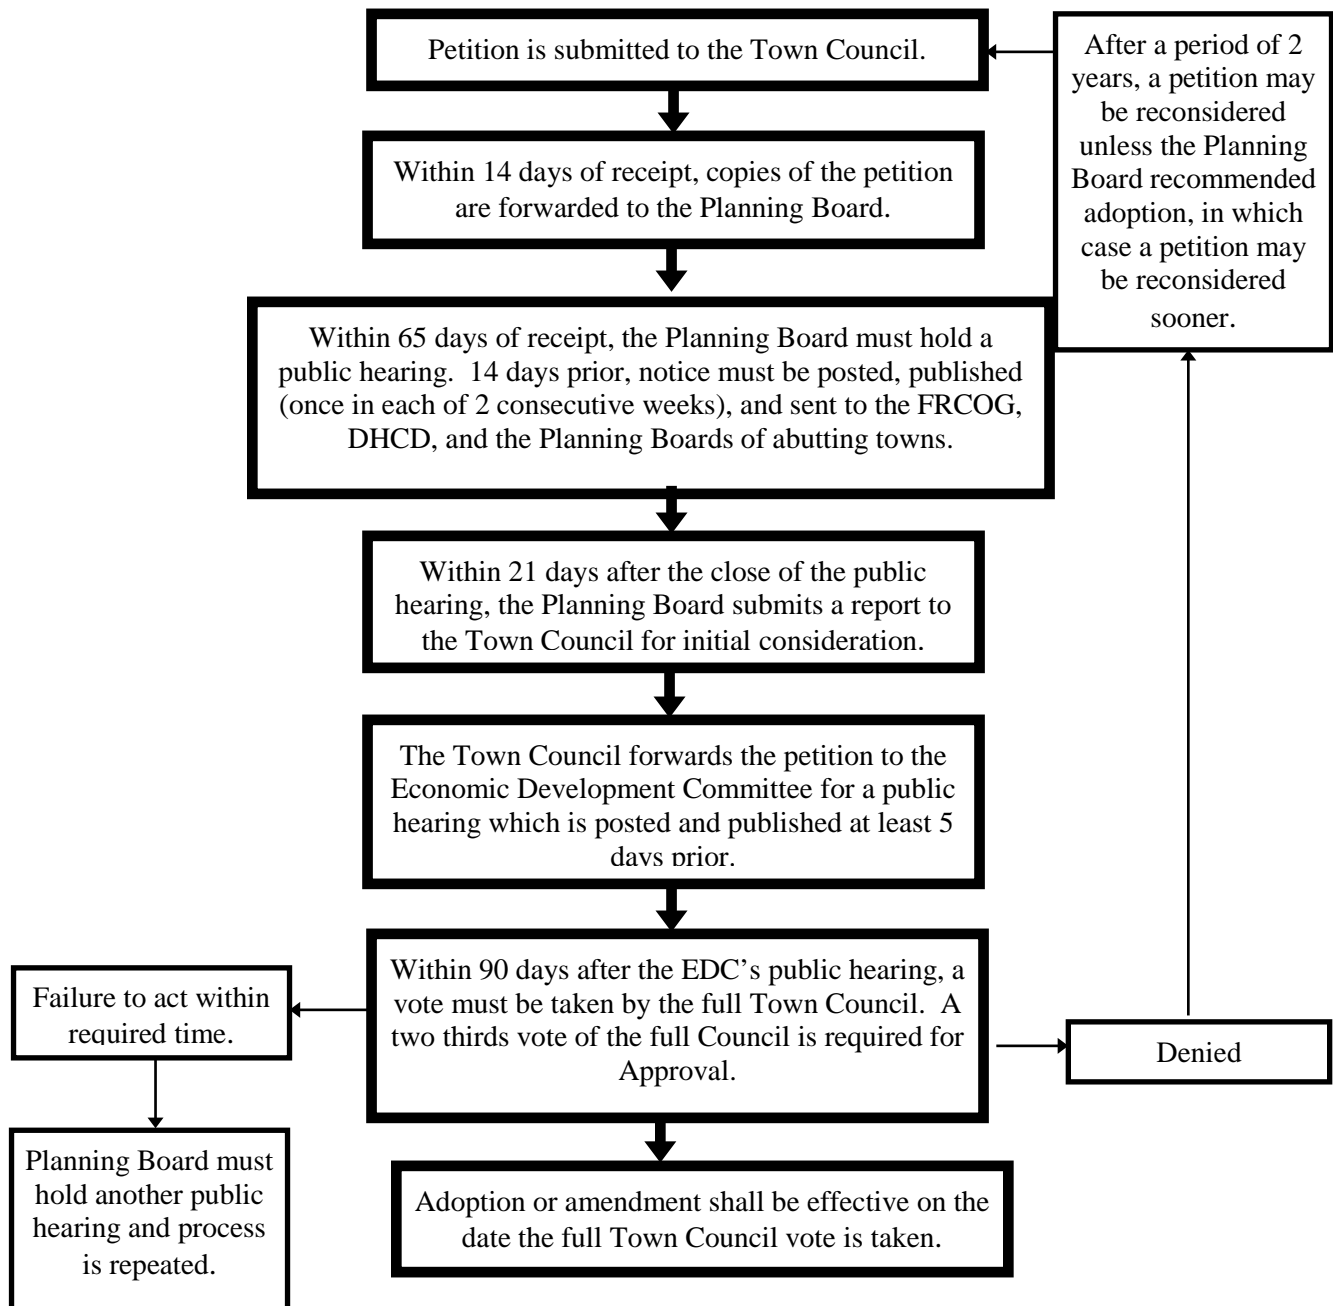 Petition is submitted to the Town Council.
After a period of 2
years, a petition may
be reconsidered
unless the Planning
Board recommended
adoption, in which
case a petition may
be reconsidered
sooner.
Within 14 days of receipt, copies of the petition
are forwarded to the Planning Board.
Within 65 days of receipt, the Planning Board must hold a
public hearing.  14 days prior, notice must be posted, published
(once in each of 2 consecutive weeks), and sent to the FRCOG,
DHCD, and the Planning Boards of abutting towns.
Within 21 days after the close of the public
hearing, the Planning Board submits a report to
the Town Council for initial consideration.
The Town Council forwards the petition to the
Economic Development Committee for a public
hearing which is posted and published at least 5
days prior.
Within 90 days after the EDC’s public hearing, a
vote must be taken by the full Town Council.  A
two thirds vote of the full Council is required for
Approval.
Failure to act within
required time.
Denied
Planning Board must
hold another public
hearing and process
is repeated.
Adoption or amendment shall be effective on the
date the full Town Council vote is taken.